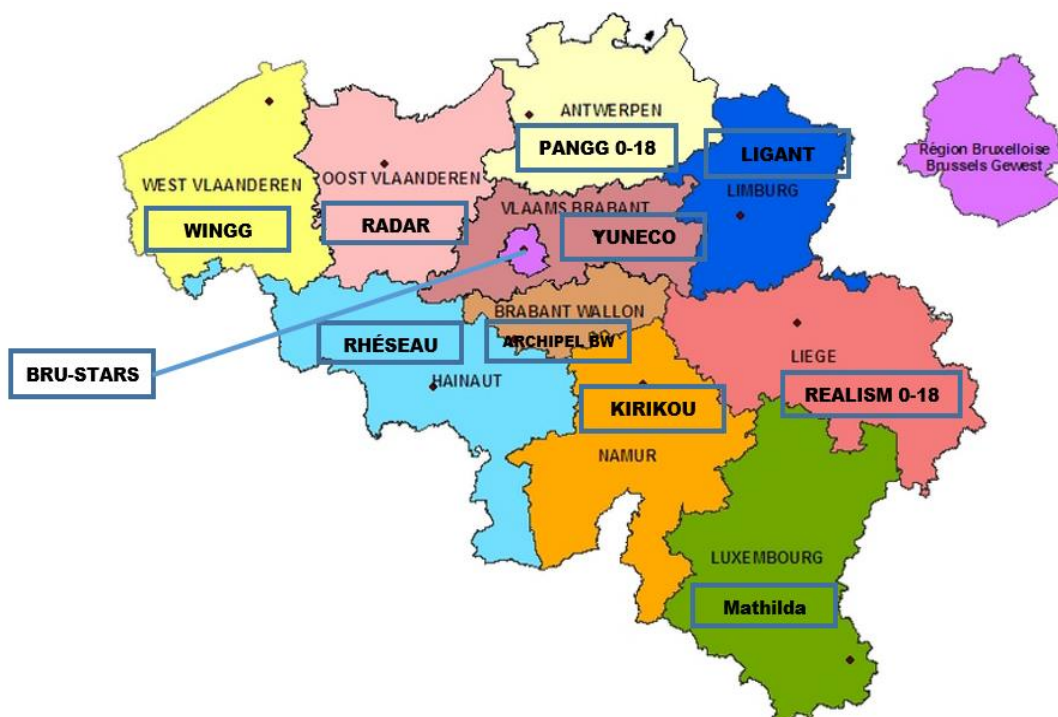 ANTWERPEN
PANGG 0-18
LIGANT
LIMBURG
Région Bruxelloise
Brussels Gewest
WEST VLAANDEREN
WINGG
OOST VLAANDEREN
RADAR
VLAAMS BRABANT
YUNECO
BRABANT WALLON
ARCHIPEL BW
RHÉSEAU
HAINAUT
BRU-STARS
LIEGE
REALISM 0-18
KIRIKOU
NAMUR
LUXEMBOURG
Mathilda